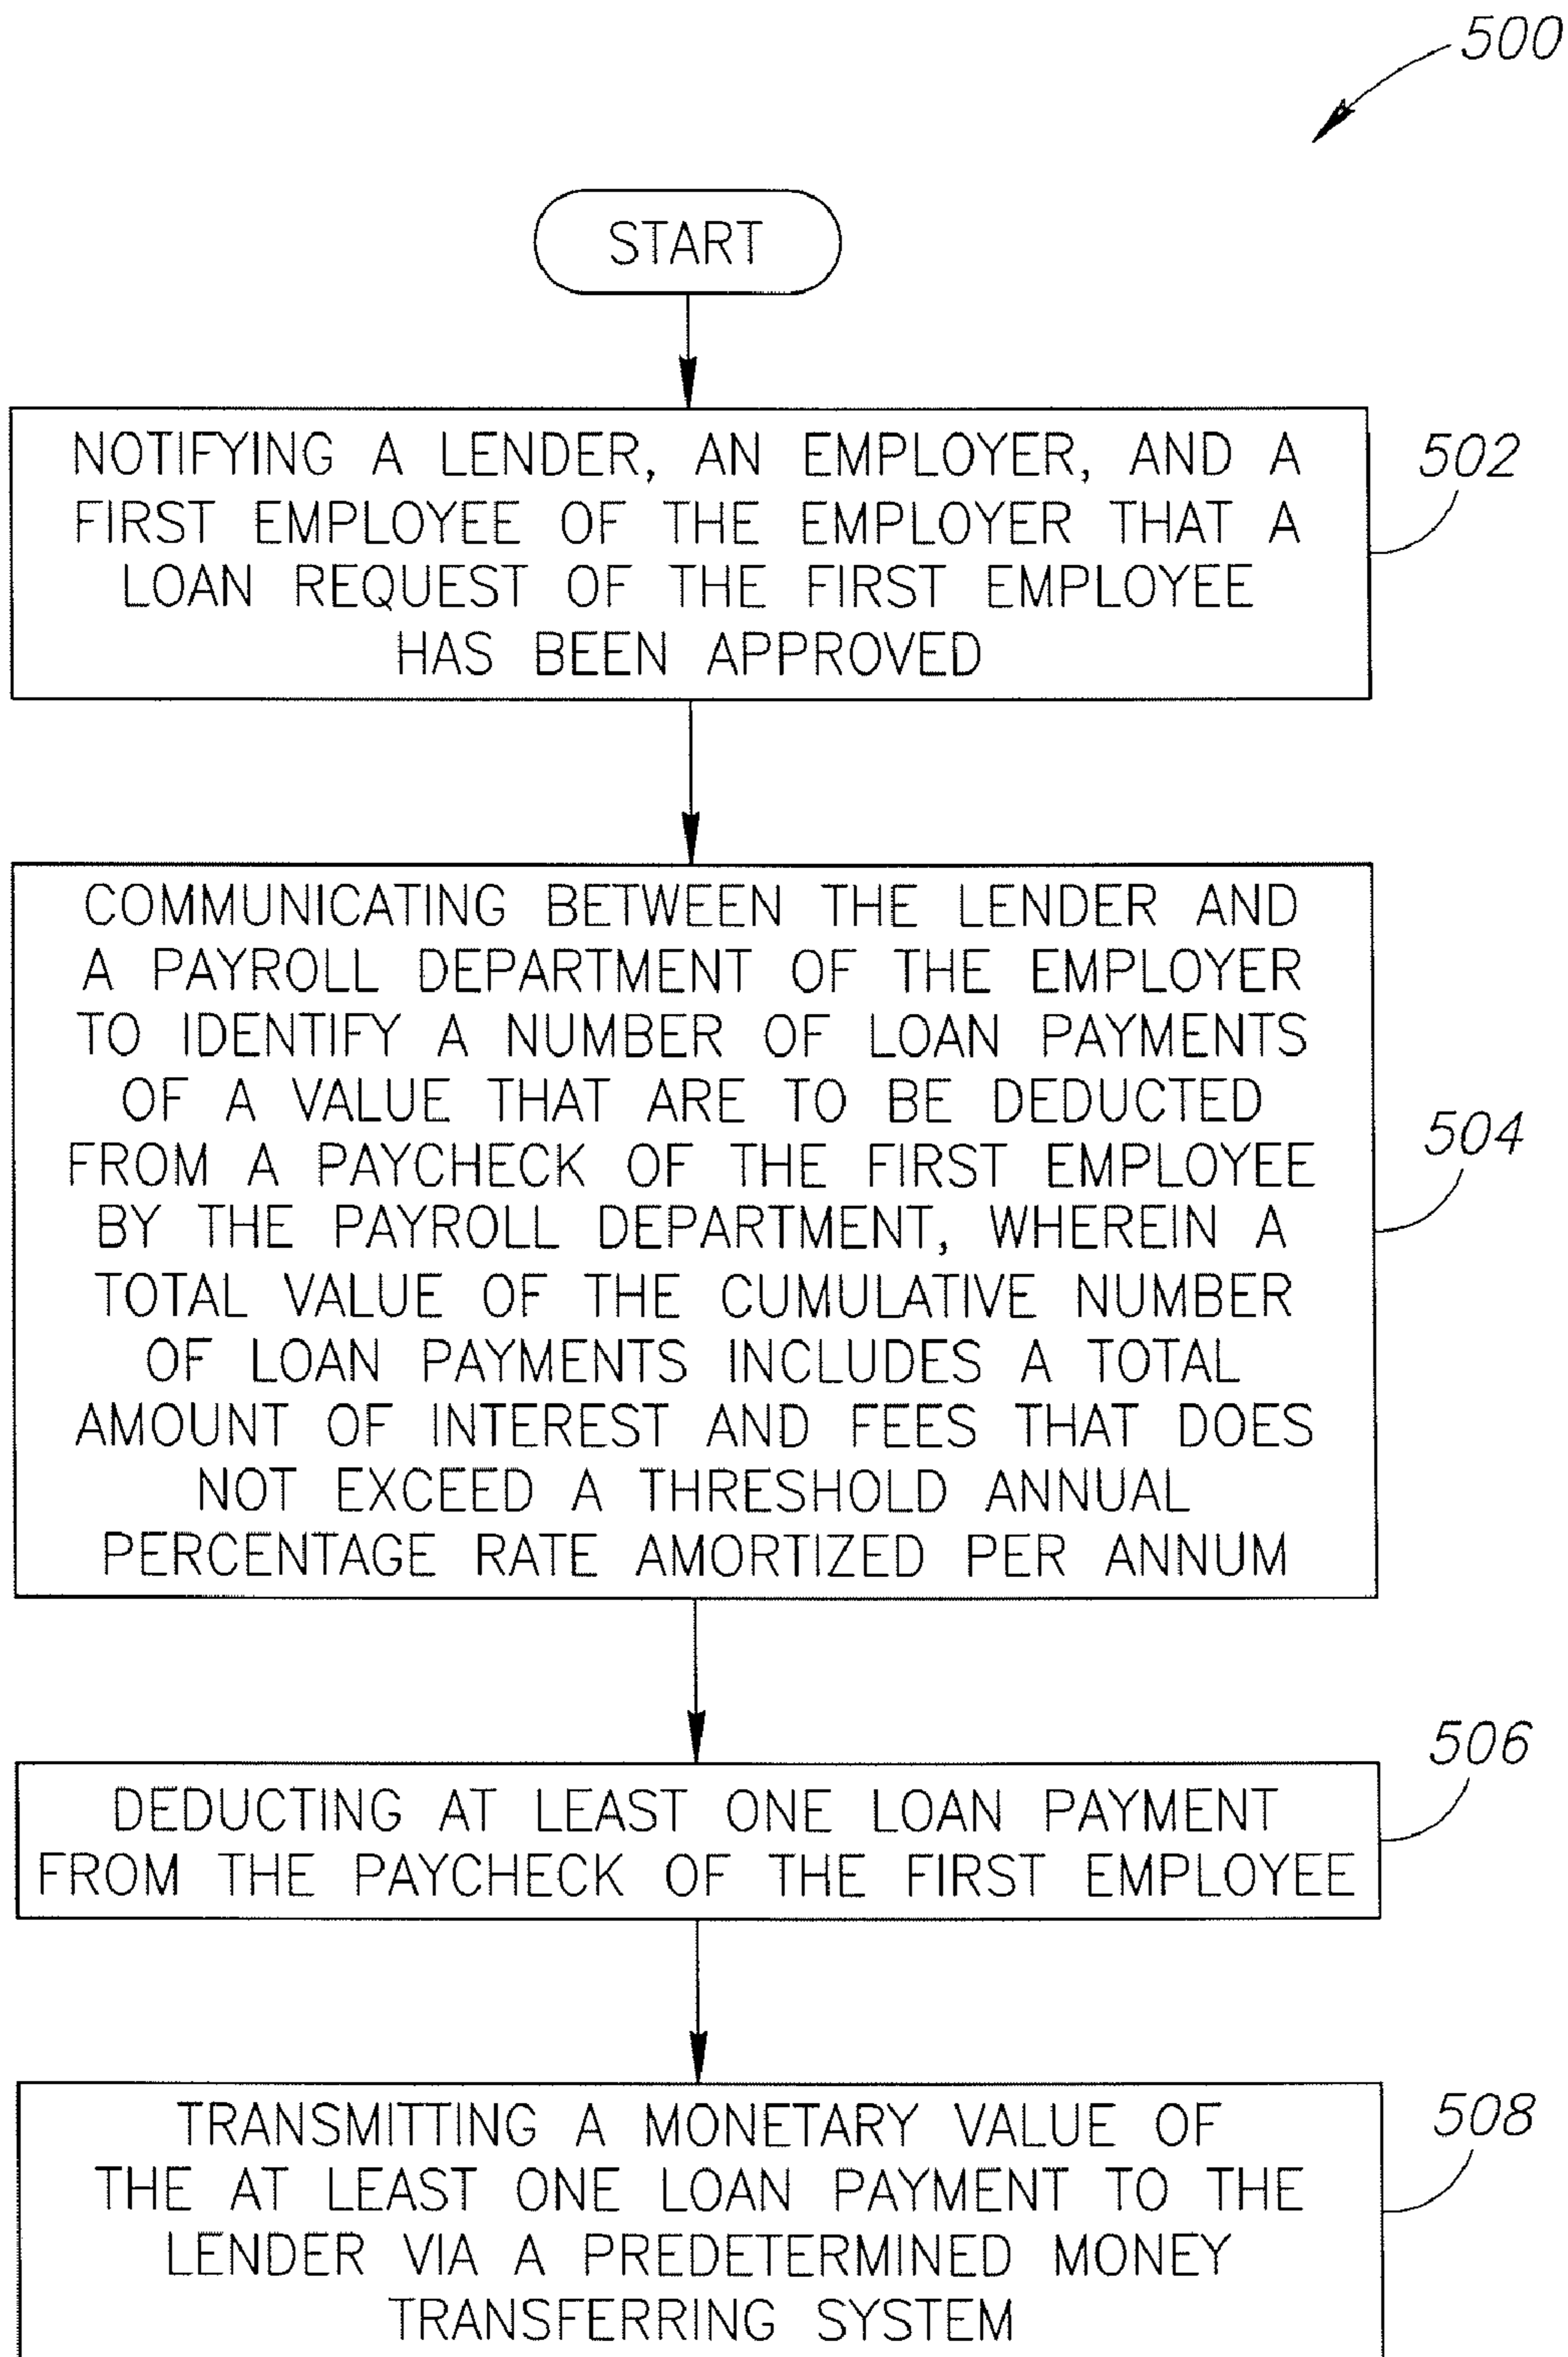 500
START
NOTIFYING A LENDER, AN EMPLOYER, AND A
FIRST EMPLOYEE OF THE EMPLOYER THAT A
LOAN REQUEST OF THE FIRST EMPLOYEE
HAS BEEN APPROVED
502
COMMUNICATING BETWEEN THE LENDER AND
A PAYROLL DEPARTMENT OF THE EMPLOYER
TO IDENTIFY A NUMBER OF LOAN PAYMENTS
OF A VALUE THAT ARE TO BE DEDUCTED
FROM A PAYCHECK OF THE FIRST EMPLOYEE
BY THE PAYROLL DEPARTMENT, WHEREIN A
TOTAL VALUE OF THE CUMULATIVE NUMBER
OF LOAN PAYMENTS INCLUDES A TOTAL
AMOUNT OF INTEREST AND FEES THAT DOES
NOT EXCEED A THRESHOLD ANNUAL
PERCENTAGE RATE AMORTIZED PER ANNUM
504
DEDUCTING AT LEAST ONE LOAN PAYMENT
FROM THE PAYCHECK OF THE FIRST EMPLOYEE
506
TRANSMITTING A MONETARY VALUE OF
THE AT LEAST ONE LOAN PAYMENT TO THE
LENDER VIA A PREDETERMINED MONEY
TRANSFERRING SYSTEM
508